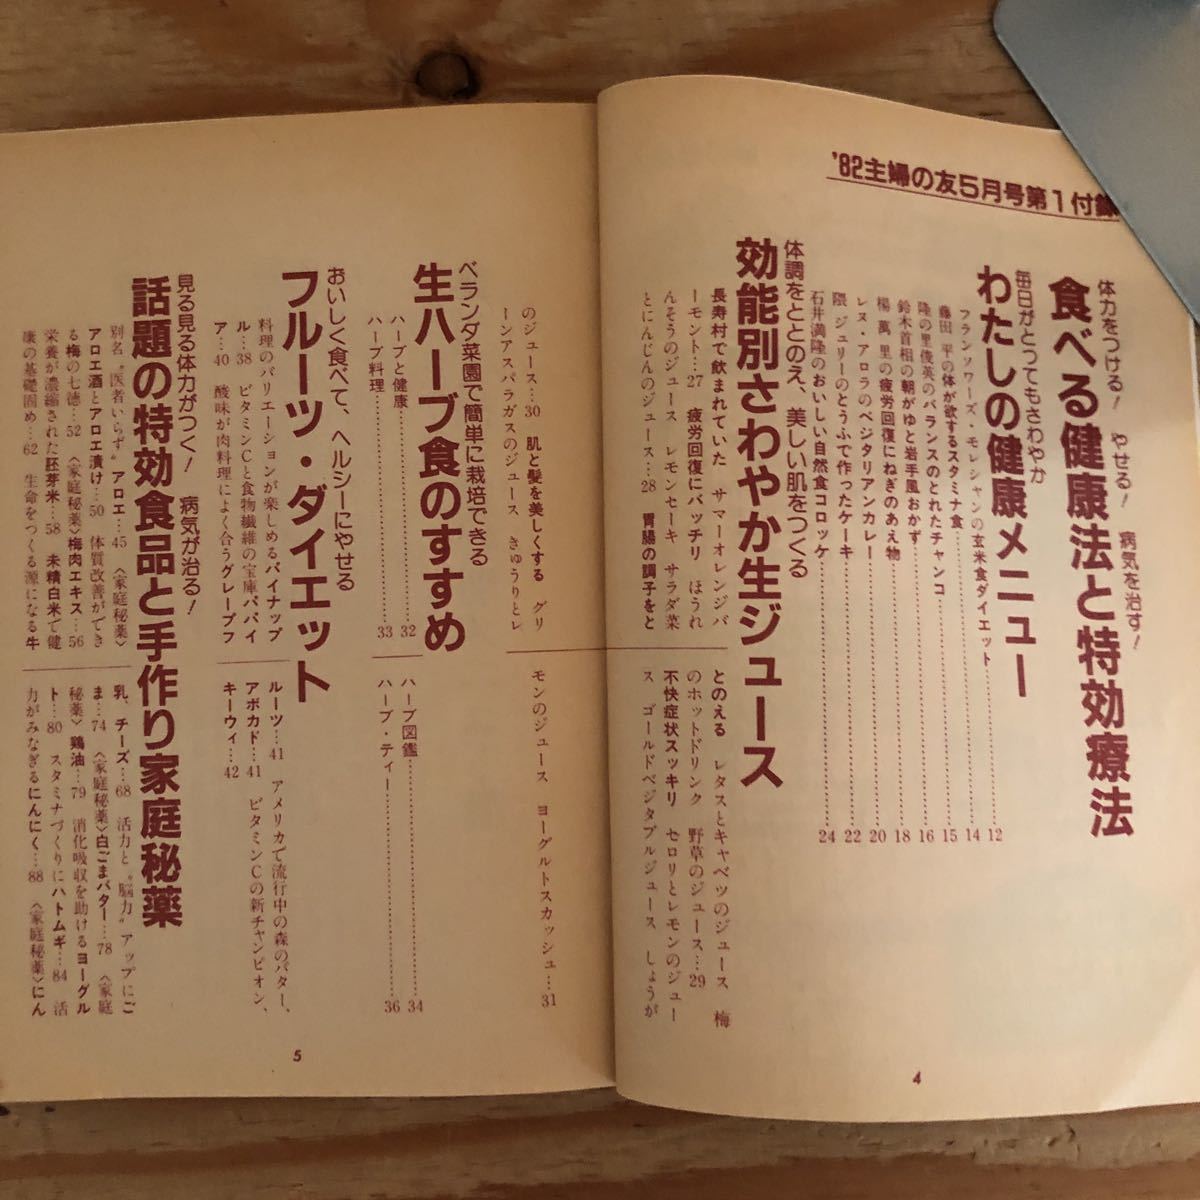 '82主婦の友5月号第1付録
体力をつける! やせる! 病気を治す!
食べる健康法と特効療法
毎日がとってもさわやか
わたしの健康メニュー
フランソワーズ・モレシャンの玄米食ダイエット……12
藤田 平の体が欲するスタミナ食……14
隆の里俊英のバランスのとれたチャンコ……15
鈴木首相の朝がゆと岩手風おかず……16
楊 萬 里の疲労回復にねぎのあえ物……18
レヌ・アロラのベジタリアンカレー……20
隈 ジュリーのとうふで作ったケーキ……22
石井満隆のおいしい自然食コロッケ……24
体調をととのえ、美しい肌をつくる
効能別さわやか生ジュース
長寿村で飲まれていた サマーオレンジバ
ーモント…27 疲労回復にバッチリ ほうれ
んそうのジュース レモンセーキ サラダ菜
とにんじんのジュース…28 胃腸の調子をと
とのえる レタスとキャベツのジュース 梅
のホットドリンク 野草のジュース…29
不快症状スッキリ セロリとレモンのジュー
ス ゴールドベジタブルジュース しょうが
4
のジュース…30 肌と髪を美しくする グリ
ーンアスパラガスのジュース きゅうりとレ
モンのジュース ヨーグルトスカッシュ…31
ベランダ菜園で簡単に栽培できる
生ハーブ食のすすめ
ハーブと健康……32
ハーブ料理……33
ハーブ図鑑……34
ハーブ・ティー……36
おいしく食べて、ヘルシーにやせる
フルーツ・ダイエット
料理のバリエーションが楽しめるパイナップ
ル…38 ビタミンCと食物繊維の宝庫パパイ
ア…40 酸味が肉料理によく合うグレープフ
ルーツ…41 アメリカで流行中の森のバター、
アボカド…41 ビタミンCの新チャンピオン、
キーウィ…42
見る見る体力がつく! 病気が治る!
話題の特効食品と手作り家庭秘薬
別名〝医者いらず〟アロエ…45 〈家庭秘薬〉
アロエ酒とアロエ漬け…50 体質改善ができ
る梅の七徳…52 〈家庭秘薬〉梅肉エキス…56
栄養が濃縮された胚芽米…58 未精白米で健
康の基礎固め…62 生命をつくる源になる牛
乳、チーズ…68 活力と〝脳力〟アップにご
ま…74 〈家庭秘薬〉白ごまバター…78 〈家庭
秘薬〉鶏油…79 消化吸収を助けるヨーグル
ト…80 スタミナづくりにハトムギ…84 活
力がみなぎるにんにく…88 〈家庭秘薬〉にん
5